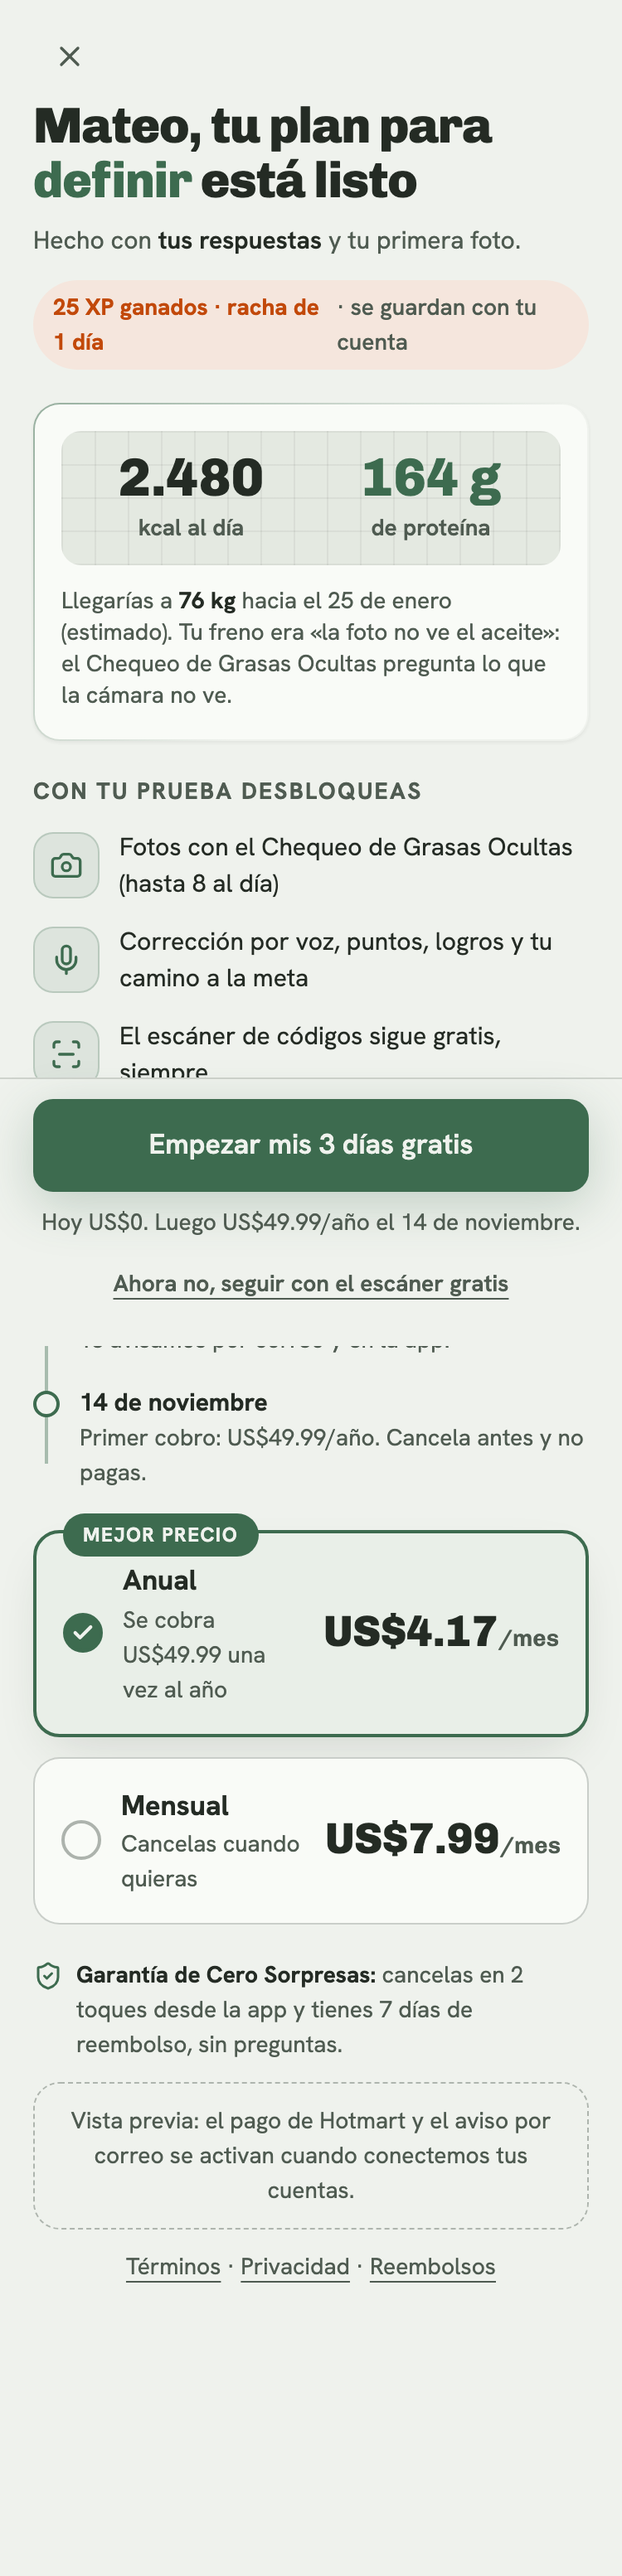 Mateo, tu plan para
definir está listo
Hecho con tus respuestas y tu primera foto.
25 XP ganados · racha de
1 día
· se guardan con tu
cuenta
2.480
kcal al día
164 g
de proteína
Llegarías a 76 kg hacia el 25 de enero
(estimado). Tu freno era «la foto no ve el aceite»:
el Chequeo de Grasas Ocultas pregunta lo que
la cámara no ve.
CON TU PRUEBA DESBLOQUEAS
Fotos con el Chequeo de Grasas Ocultas
(hasta 8 al día)
Corrección por voz, puntos, logros y tu
camino a la meta
El escáner de códigos sigue gratis,
siempre
Empezar mis 3 días gratis
Hoy US$0. Luego US$49.99/año el 14 de noviembre.
Ahora no, seguir con el escáner gratis
14 de noviembre
Primer cobro: US$49.99/año. Cancela antes y no
pagas.
MEJOR PRECIO
Anual
Se cobra
US$49.99 una
vez al año
US$4.17/mes
Mensual
Cancelas cuando
quieras
US$7.99/mes
Garantía de Cero Sorpresas: cancelas en 2
toques desde la app y tienes 7 días de
reembolso, sin preguntas.
Vista previa: el pago de Hotmart y el aviso por
correo se activan cuando conectemos tus
cuentas.
Términos · Privacidad · Reembolsos